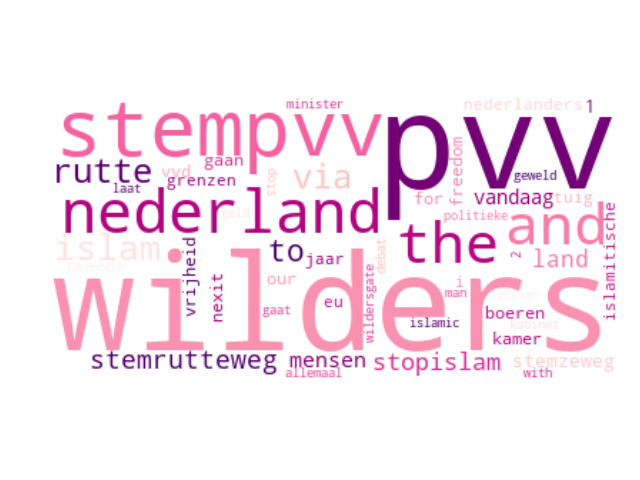 minister
nederlanders
1
stempvv
pvv
freedom
rutte
vvd
gaan
grenzen
laat
stop
via
geweld
for
vandaag
tuig
nederland
geld
politieke
the
and
islam
to
jaar
debat
2
land
islamitische
vrijheid
nexit
our
eu
gaat
wildersgate
i
man
wilders
islamic
boeren
kabinet
kamer
stemrutteweg
mensen
stopislam
stemzeweg
allemaal
with